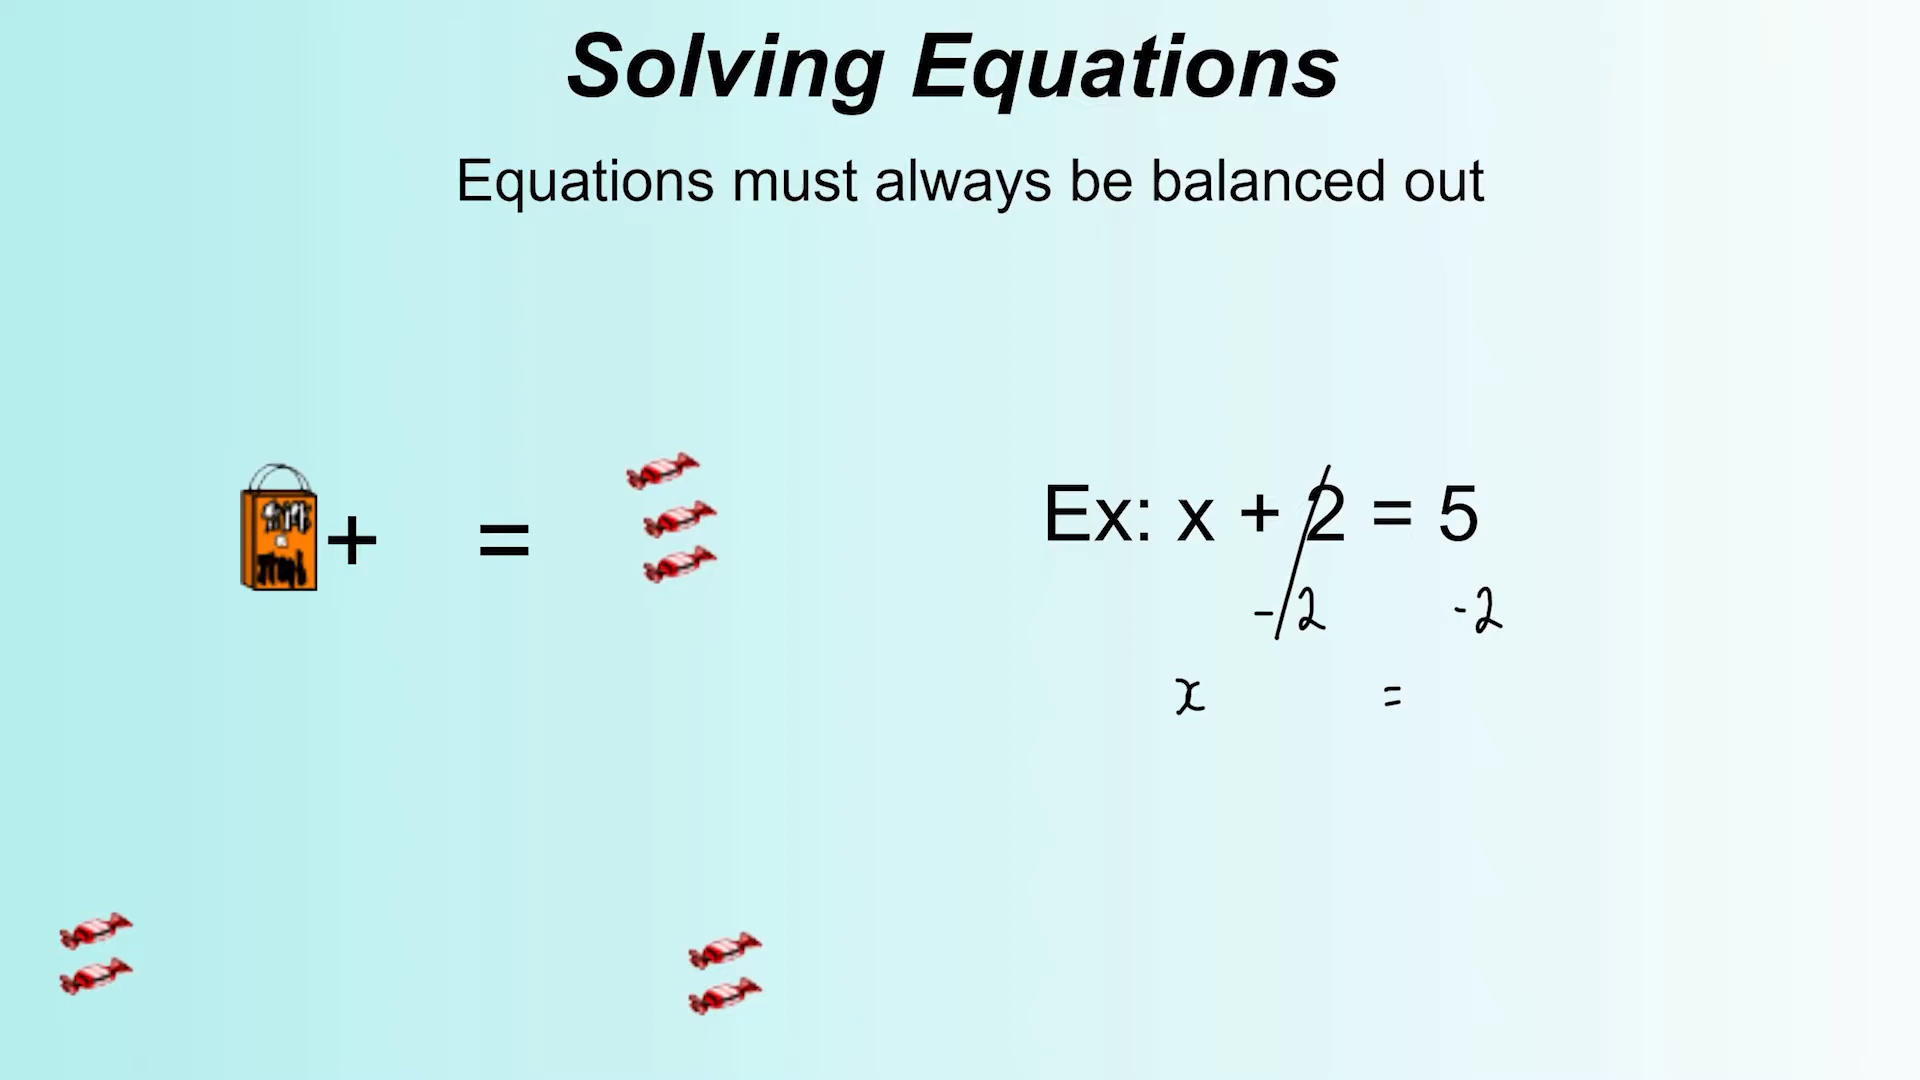 Solving Equations
Equations must always be balanced out
+ =
Ex: x + 2 = 5
-2 -2
x =